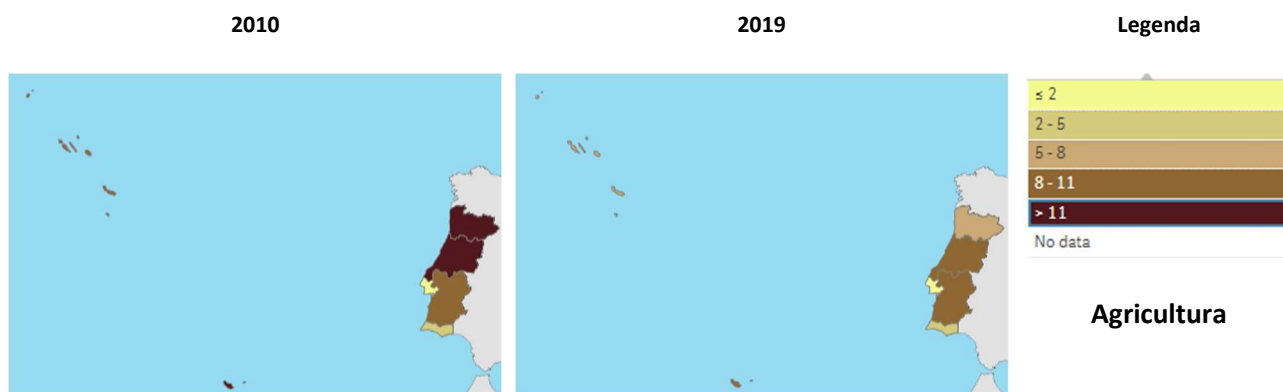 2010
2019
Legenda
≤ 2
2 - 5
5 - 8
8 - 11
> 11
No data
Agricultura